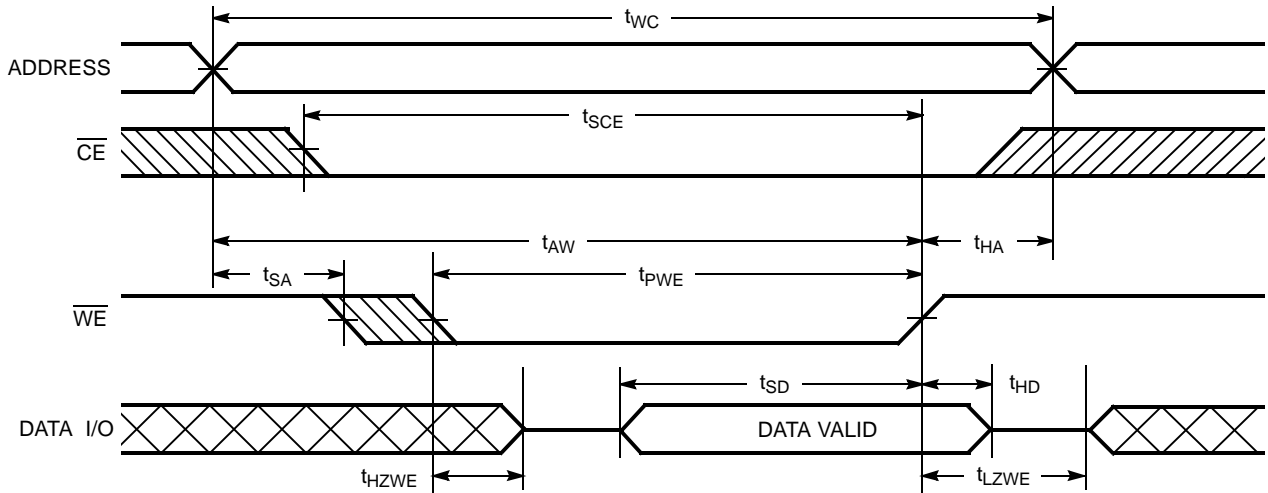 tWC
ADDRESS
tSCE
CE
tAW
tHA
tSA
tPWE
WE
tSD
tHD
DATA I/O
DATA VALID
tHZWE
tLZWE